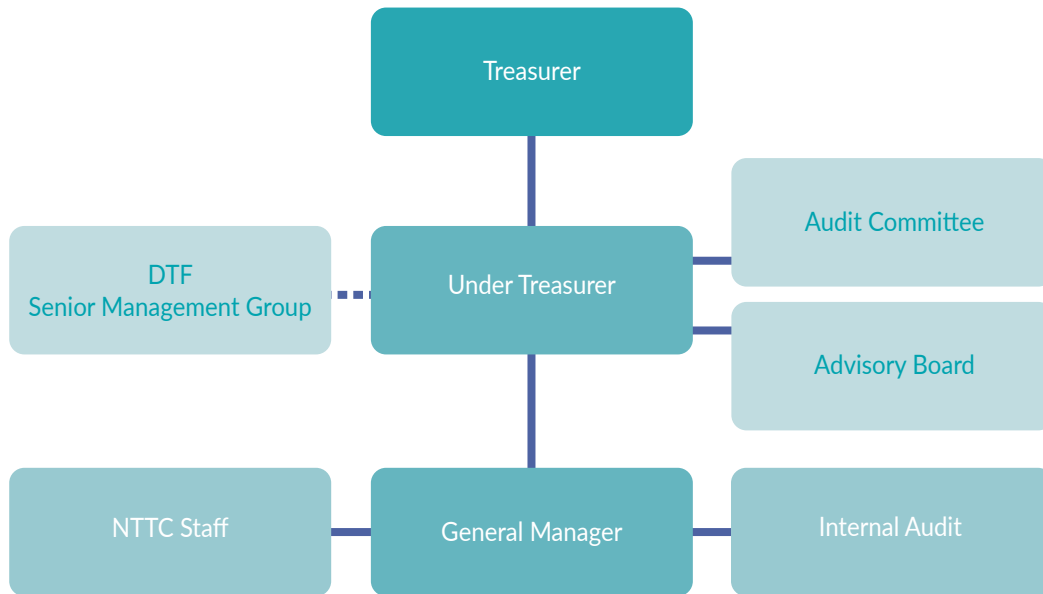 Treasurer
Audit Committee
DTF
Senior Management Group
Under Treasurer
Advisory Board
NTTC Staff
General Manager
Internal Audit